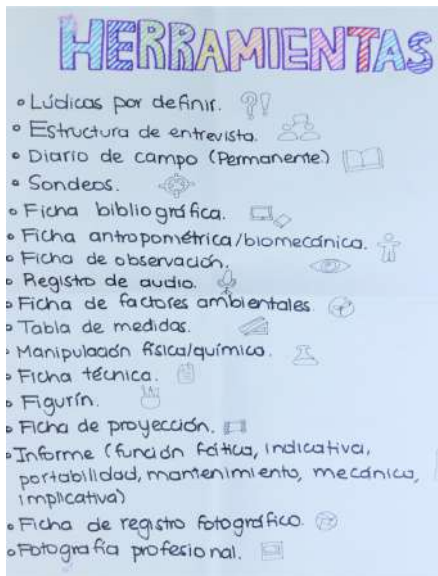 HERRAMIENTAS
• Lúdicas por definir.
• Estructura de entrevista.
• Diario de campo (Permanente)
• Sondeos.
• Ficha bibliográfica.
• Ficha antropométrica/biomecánica.
• Ficha de observación.
• Registro de audio.
• Ficha de factores ambientales.
• Tabla de medidas.
• Manipulación física/químico.
• Ficha técnica.
• Figurín.
• Ficha de proyección.
• Informe (función fática, indicativa,
portabilidad, mantenimiento, mecánica,
implicativa)
• Ficha de registro fotográfico.
• Fotografía profesional.